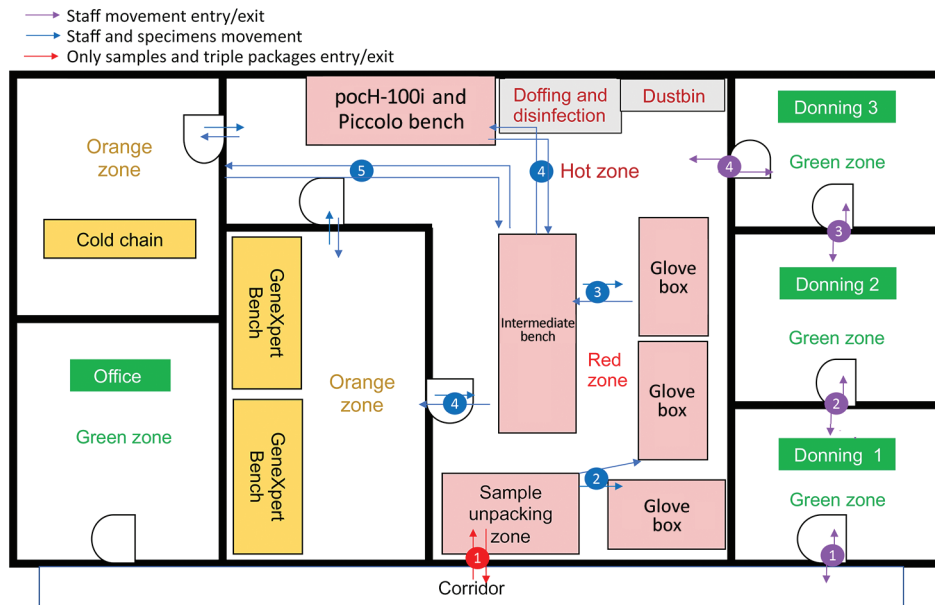 Staff movement entry/exit
Staff and specimens movement
Only samples and triple packages entry/exit
pocH-100i and
Piccolo bench
Doffing and
disinfection
Dustbin
Donning 3
Green zone
4
3
Orange
zone
Cold chain
5
4
Hot zone
GeneXpert
Bench
GeneXpert
Bench
Orange
zone
4
Intermediate
bench
3
Red
zone
Glove
box
Glove
box
Glove
box
Donning 2
Green zone
2
Office
Green zone
Sample
unpacking
zone
2
1
Donning 1
Green zone
1
Corridor